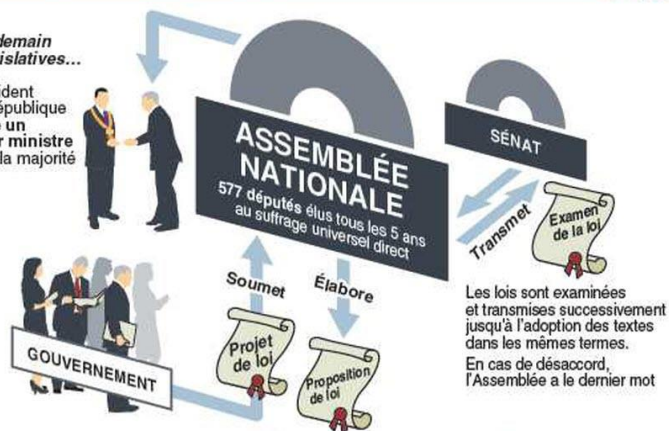 demain
islatives...
ident
épublique
un
r ministre
la majorité
ASSEMBLÉE
NATIONALE
577 députés élus tous les 5 ans
au suffrage universel direct
SÉNAT
Transmet
Examen
de la loi
Les lois sont examinées
et transmises successivement
jusqu'à l'adoption des textes
dans les mêmes termes.
En cas de désaccord,
l'Assemblée a le dernier mot
Soumet
Élabore
Projet
de loi
Proposition
de loi
GOUVERNEMENT